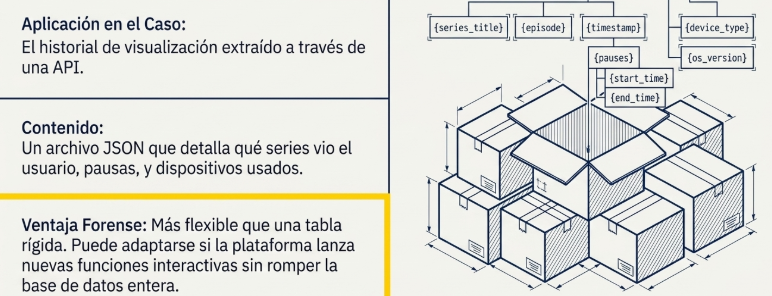 Aplicación en el Caso:
El historial de visualización extraído a través de
una API.
Contenido:
Un archivo JSON que detalla qué series vio el
usuario, pausas, y dispositivos usados.
Ventaja Forense: Más flexible que una tabla
rígida. Puede adaptarse si la plataforma lanza
nuevas funciones interactivas sin romper la
base de datos entera.
{series_title} {episode} {timestamp} {device_type}
{pauses} {os_version}
{start_time}
{end_time}